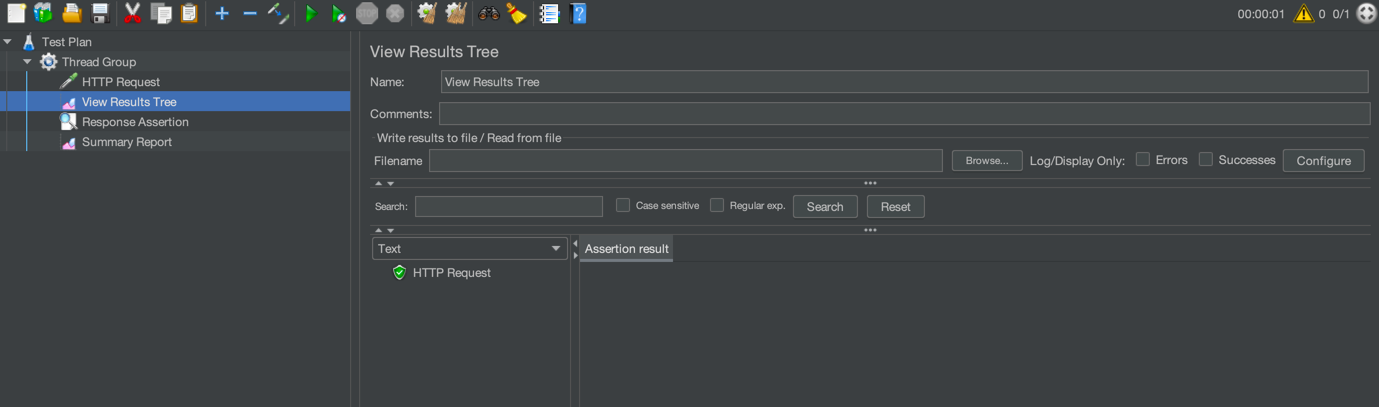 STOP
00:00:01 0 0/1
Test Plan
Thread Group
HTTP Request
View Results Tree
Response Assertion
Summary Report
View Results Tree
Name: View Results Tree
Comments:
Write results to file / Read from file
Filename Browse... Log/Display Only: Errors Successes Configure
Search: Case sensitive Regular exp. Search Reset
Text Assertion result
HTTP Request